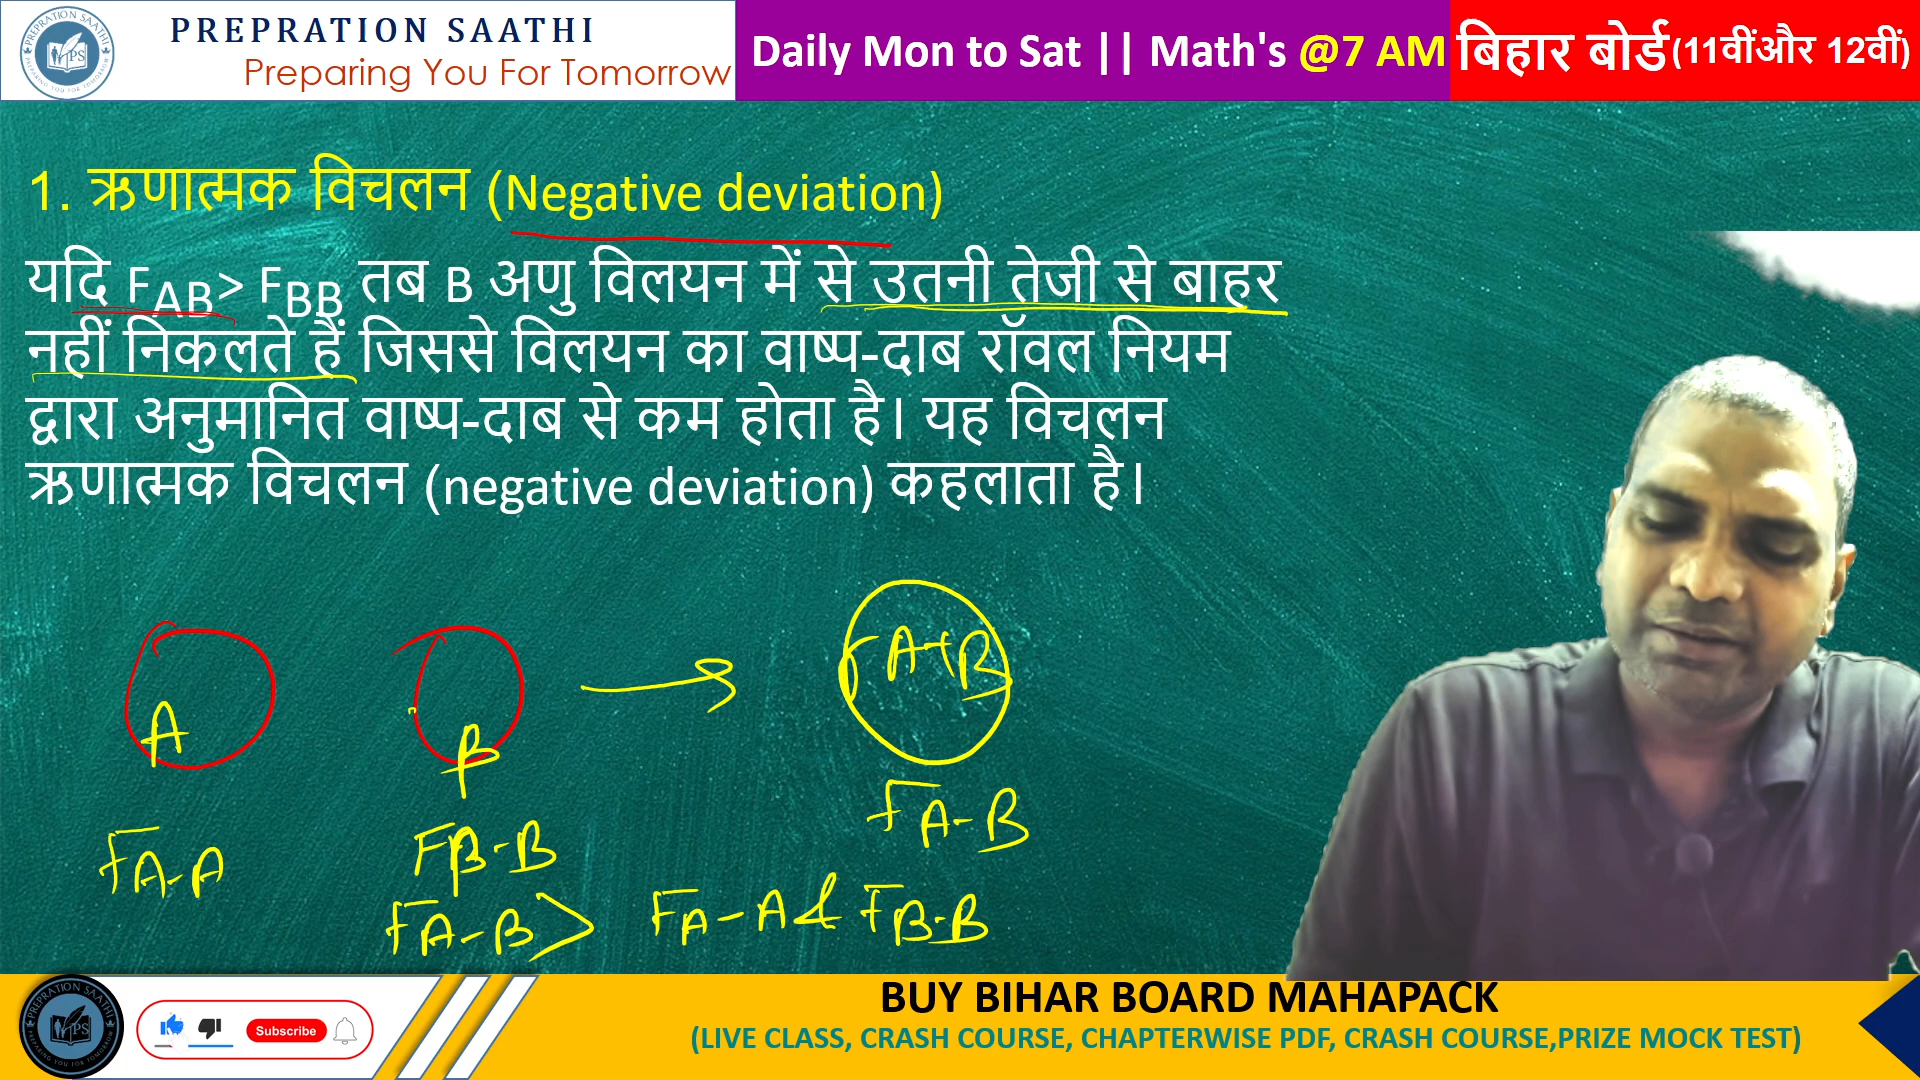 PREPRATION SAATHI
Preparing You For Tomorrow
Daily Mon to Sat || Math's @7 AM
बिहार बोर्ड(11वींऔर 12वीं)
1. ऋणात्मक विचलन (Negative deviation)
यदि FAB> FBB तब B अणु विलयन में से उतनी तेजी से बाहर
नहीं निकलते हैं जिससे विलयन का वाष्प-दाब रॉवल नियम
द्वारा अनुमानित वाष्प-दाब से कम होता है। यह विचलन
ऋणात्मक विचलन (negative deviation) कहलाता है।
A
B
A+B
FA-A
FB-B
FA-B
FA-B > FA-A & FB-B
Subscribe
BUY BIHAR BOARD MAHAPACK
(LIVE CLASS, CRASH COURSE, CHAPTERWISE PDF, CRASH COURSE,PRIZE MOCK TEST)